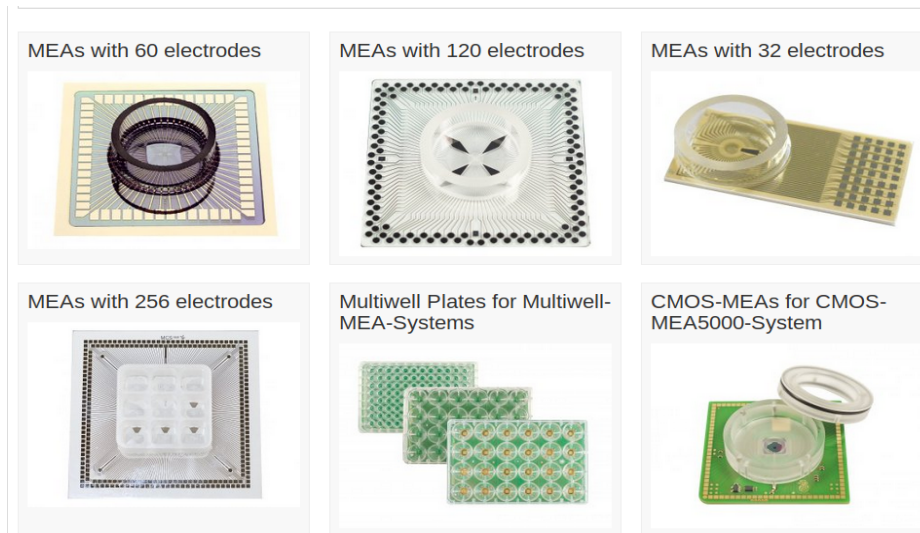 MEAs with 60 electrodes
MEAs with 120 electrodes
MEAs with 32 electrodes
MEAs with 256 electrodes
Multiwell Plates for Multiwell-
MEA-Systems
CMOS-MEAs for CMOS-
MEA5000-System